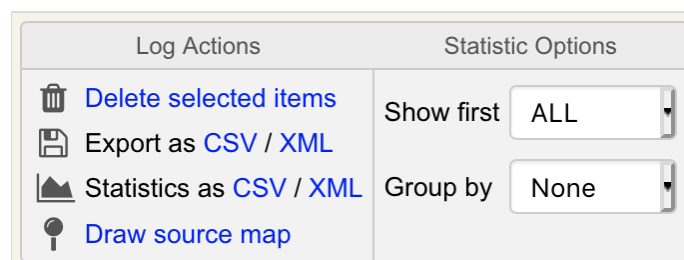 Log Actions
Delete selected items
Export as CSV / XML
Statistics as CSV / XML
Draw source map
Statistic Options
Show first ALL
Group by None